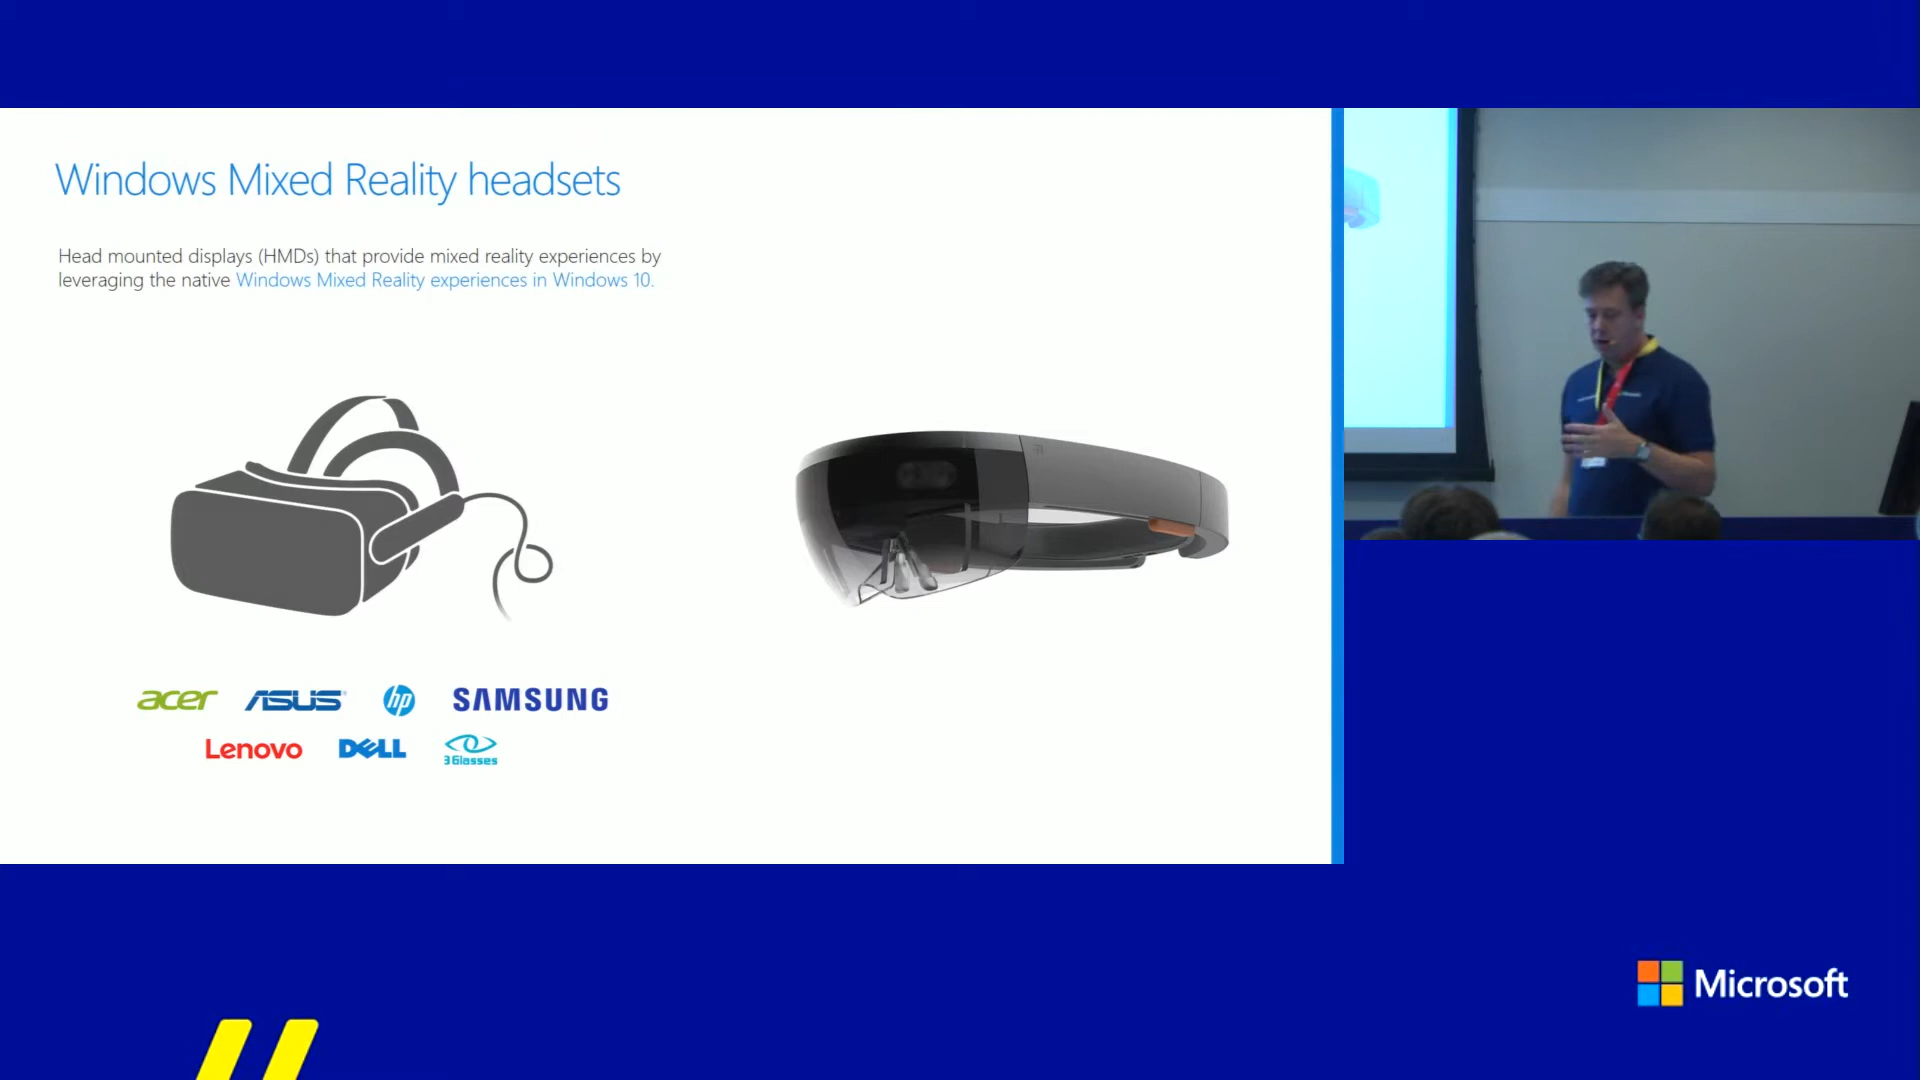 Windows Mixed Reality headsets
Head mounted displays (HMDs) that provide mixed reality experiences by
leveraging the native Windows Mixed Reality experiences in Windows 10.
acer ASUS hp SAMSUNG
Lenovo DELL 3Glasses
Microsoft